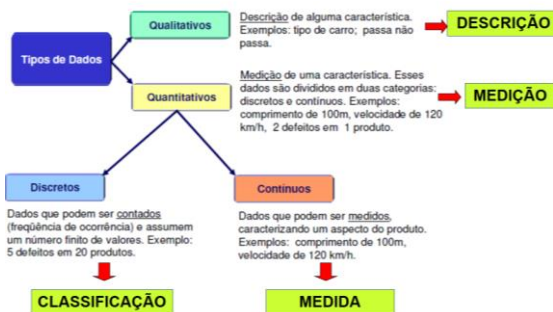 Tipos de Dados
Qualitativos
Descrição de alguma característica.
Exemplos: tipo de carro; passa não
passa.
DESCRIÇÃO
Quantitativos
Medição de uma característica. Esses
dados são divididos em duas categorias:
discretos e contínuos. Exemplos:
comprimento de 100m, velocidade de 120
km/h, 2 defeitos em 1 produto.
MEDIÇÃO
Discretos
Dados que podem ser contados
(freqüência de ocorrência) e assumem
um número finito de valores. Exemplo:
5 defeitos em 20 produtos.
CLASSIFICAÇÃO
Contínuos
Dados que podem ser medidos,
caracterizando um aspecto do produto.
Exemplos: comprimento de 100m,
velocidade de 120 km/h.
MEDIDA